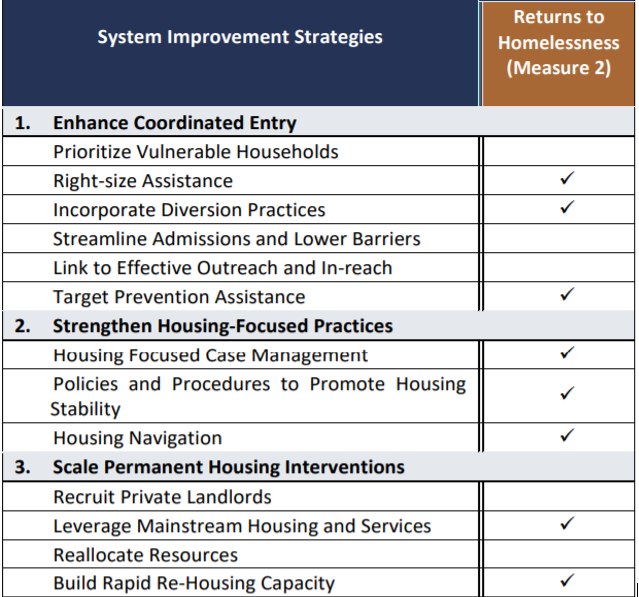 System Improvement Strategies
Returns to
Homelessness
(Measure 2)
1. Enhance Coordinated Entry
Prioritize Vulnerable Households
Right-size Assistance ✓
Incorporate Diversion Practices ✓
Streamline Admissions and Lower Barriers
Link to Effective Outreach and In-reach
Target Prevention Assistance ✓
2. Strengthen Housing-Focused Practices
Housing Focused Case Management ✓
Policies and Procedures to Promote Housing
Stability ✓
Housing Navigation ✓
3. Scale Permanent Housing Interventions
Recruit Private Landlords
Leverage Mainstream Housing and Services ✓
Reallocate Resources
Build Rapid Re-Housing Capacity ✓